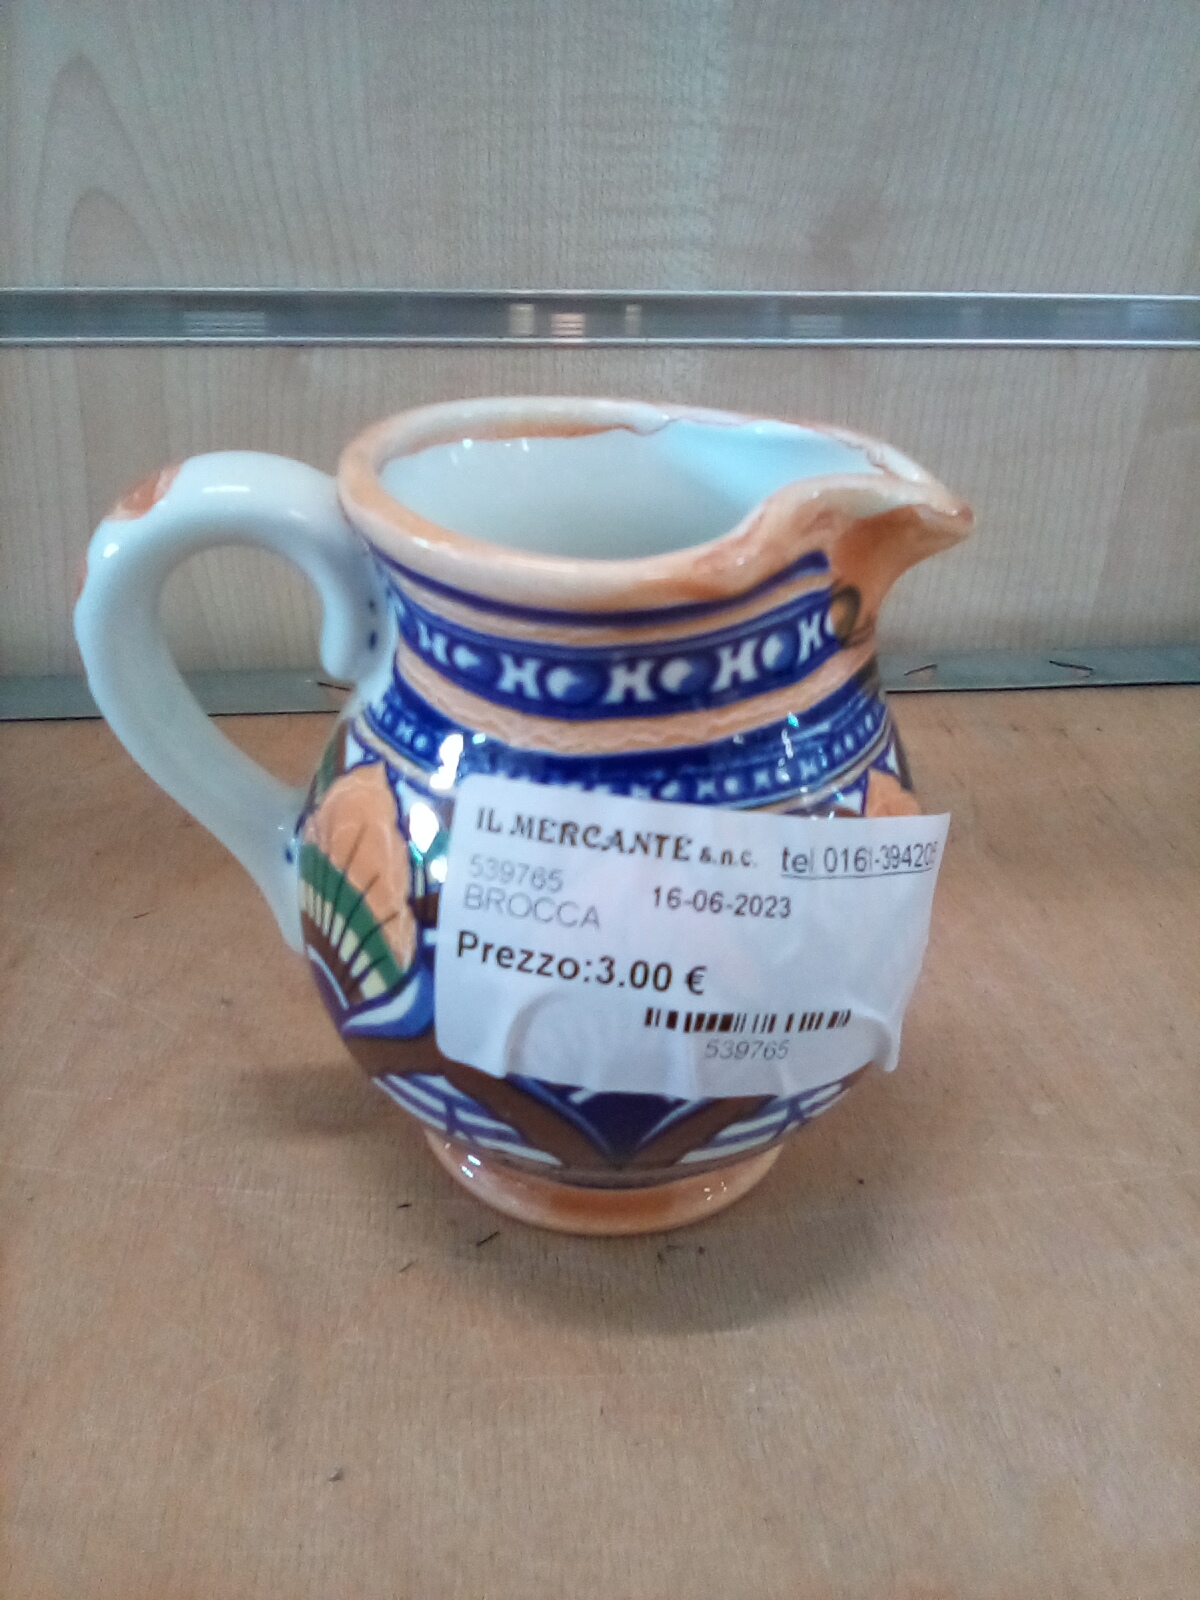 IL MERCANTE s.n.c. tel 0161-394205
539765
BROCCA 16-06-2023
Prezzo:3.00 €
539765